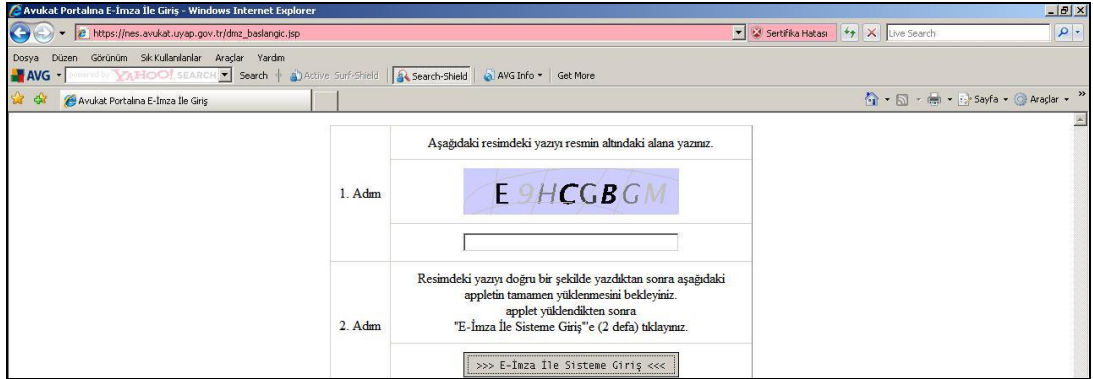 Avukat Portalına E-İmza İle Giriş - Windows Internet Explorer
https://nes.avukat.uyap.gov.tr/dmz_baslangic.jsp
Sertifika Hatası
Live Search
Dosya Düzen Görünüm Sık Kullanılanlar Araçlar Yardım
AVG YAHOO! SEARCH Search Active Surf-Shield Search-Shield AVG Info Get More
Avukat Portalına E-İmza İle Giriş
Sayfa Araçlar »
Aşağıdaki resimdeki yazıyı resmin altındaki alana yazınız.
1. Adım
E9HCGBGM
Resimdeki yazıyı doğru bir şekilde yazdıktan sonra aşağıdaki
appletin tamamen yüklenmesini bekleyiniz.
applet yüklendikten sonra
"E-İmza İle Sisteme Giriş"'e (2 defa) tıklayınız.
2. Adım
>>> E-İmza İle Sisteme Giriş <<<